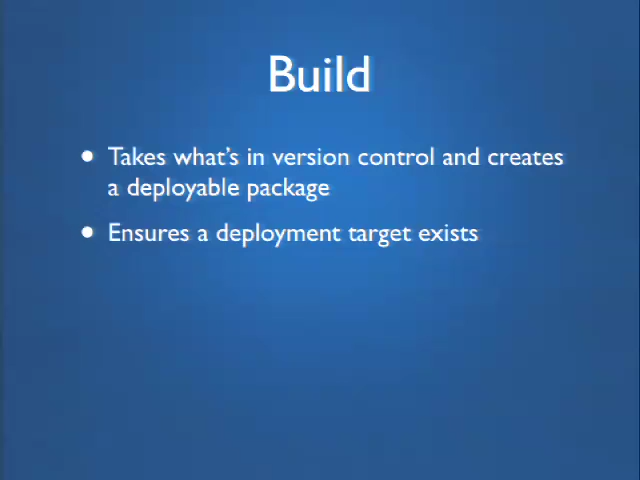 Build
• Takes what's in version control and creates
a deployable package
• Ensures a deployment target exists